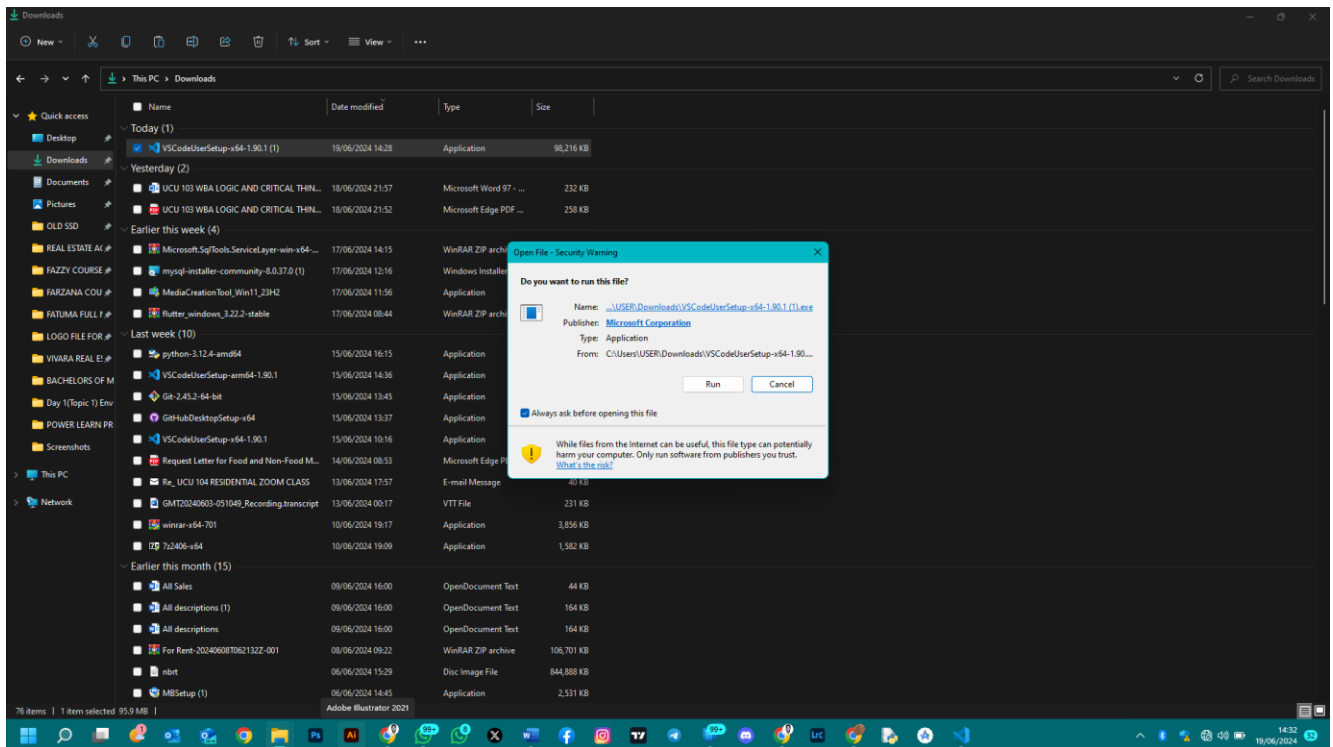 Downloads
New
Sort
View
This PC > Downloads
Search Downloads
Quick access
Desktop
Downloads
Documents
Pictures
OLD SSD
REAL ESTATE A(
FAZZY COURSE
FARZANA COU
FATUMA FULL
LOGO FILE FOR
VIVARA REAL E
BACHELORS OF M
Day 1(Topic 1) Env
POWER LEARN PR
Screenshots
This PC
Network
Name Date modified Type Size
Today (1)
VSCodeUserSetup-x64-1.90.1 (1) 19/06/2024 14:28 Application 98,216 KB
Yesterday (2)
UCU 103 WBA LOGIC AND CRITICAL THIN... 18/06/2024 21:57 Microsoft Word 97 - ... 232 KB
UCU 103 WBA LOGIC AND CRITICAL THIN... 18/06/2024 21:52 Microsoft Edge PDF ... 258 KB
Earlier this week (4)
Microsoft.SqlTools.ServiceLayer-win-x64-... 17/06/2024 14:15 WinRAR ZIP archi
mysql-installer-community-8.0.37.0 (1) 17/06/2024 12:16 Windows Installer
MediaCreationTool_Win11_23H2 17/06/2024 11:56 Application
flutter_windows_3.22.2-stable 17/06/2024 08:44 WinRAR ZIP archi
Last week (10)
python-3.12.4-amd64 15/06/2024 16:15 Application
VSCodeUserSetup-arm64-1.90.1 15/06/2024 14:36 Application
Git-2.45.2-64-bit 15/06/2024 13:45 Application
GitHubDesktopSetup-x64 15/06/2024 13:37 Application
VSCodeUserSetup-x64-1.90.1 15/06/2024 10:16 Application
Request Letter for Food and Non-Food M... 14/06/2024 08:53 Microsoft Edge P
Re_ UCU 104 RESIDENTIAL ZOOM CLASS 13/06/2024 17:57 E-mail Message 40 KB
GMT20240603-051049_Recording.transcript 13/06/2024 00:17 VTT File 231 KB
winrar-x64-701 10/06/2024 19:17 Application 3,856 KB
7z2406-x64 10/06/2024 19:09 Application 1,582 KB
Earlier this month (15)
All Sales 09/06/2024 16:00 OpenDocument Text 44 KB
All descriptions (1) 09/06/2024 16:00 OpenDocument Text 164 KB
All descriptions 09/06/2024 16:00 OpenDocument Text 164 KB
For Rent-20240608T062132Z-001 08/06/2024 09:22 WinRAR ZIP archive 106,701 KB
nbrt 06/06/2024 15:29 Disc Image File 844,888 KB
MBSetup (1) 06/06/2024 14:45 Application 2,531 KB
Open File - Security Warning
Do you want to run this file?
Name: ...\USER\Downloads\VSCodeUserSetup-x64-1.90.1 (1).exe
Publisher: Microsoft Corporation
Type: Application
From: C:\Users\USER\Downloads\VSCodeUserSetup-x64-1.90....
Run Cancel
Always ask before opening this file
While files from the Internet can be useful, this file type can potentially
harm your computer. Only run software from publishers you trust.
What's the risk?
76 items 1 item selected 95.9 MB
Adobe Illustrator 2021
Ps Ai 99+ 8 99+ LrC
14:32
19/06/2024
32